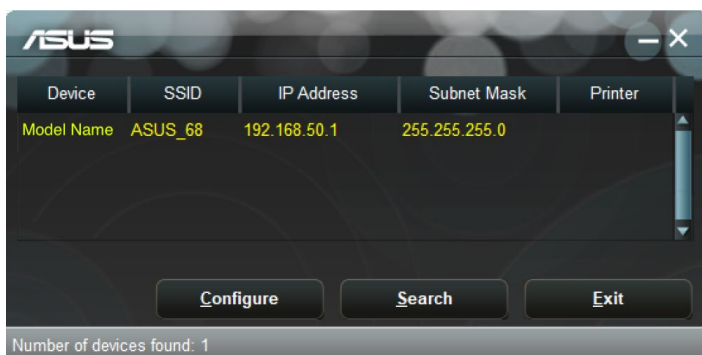 ASUS
Device SSID IP Address Subnet Mask Printer
Model Name ASUS_68 192.168.50.1 255.255.255.0
Configure Search Exit
Number of devices found: 1